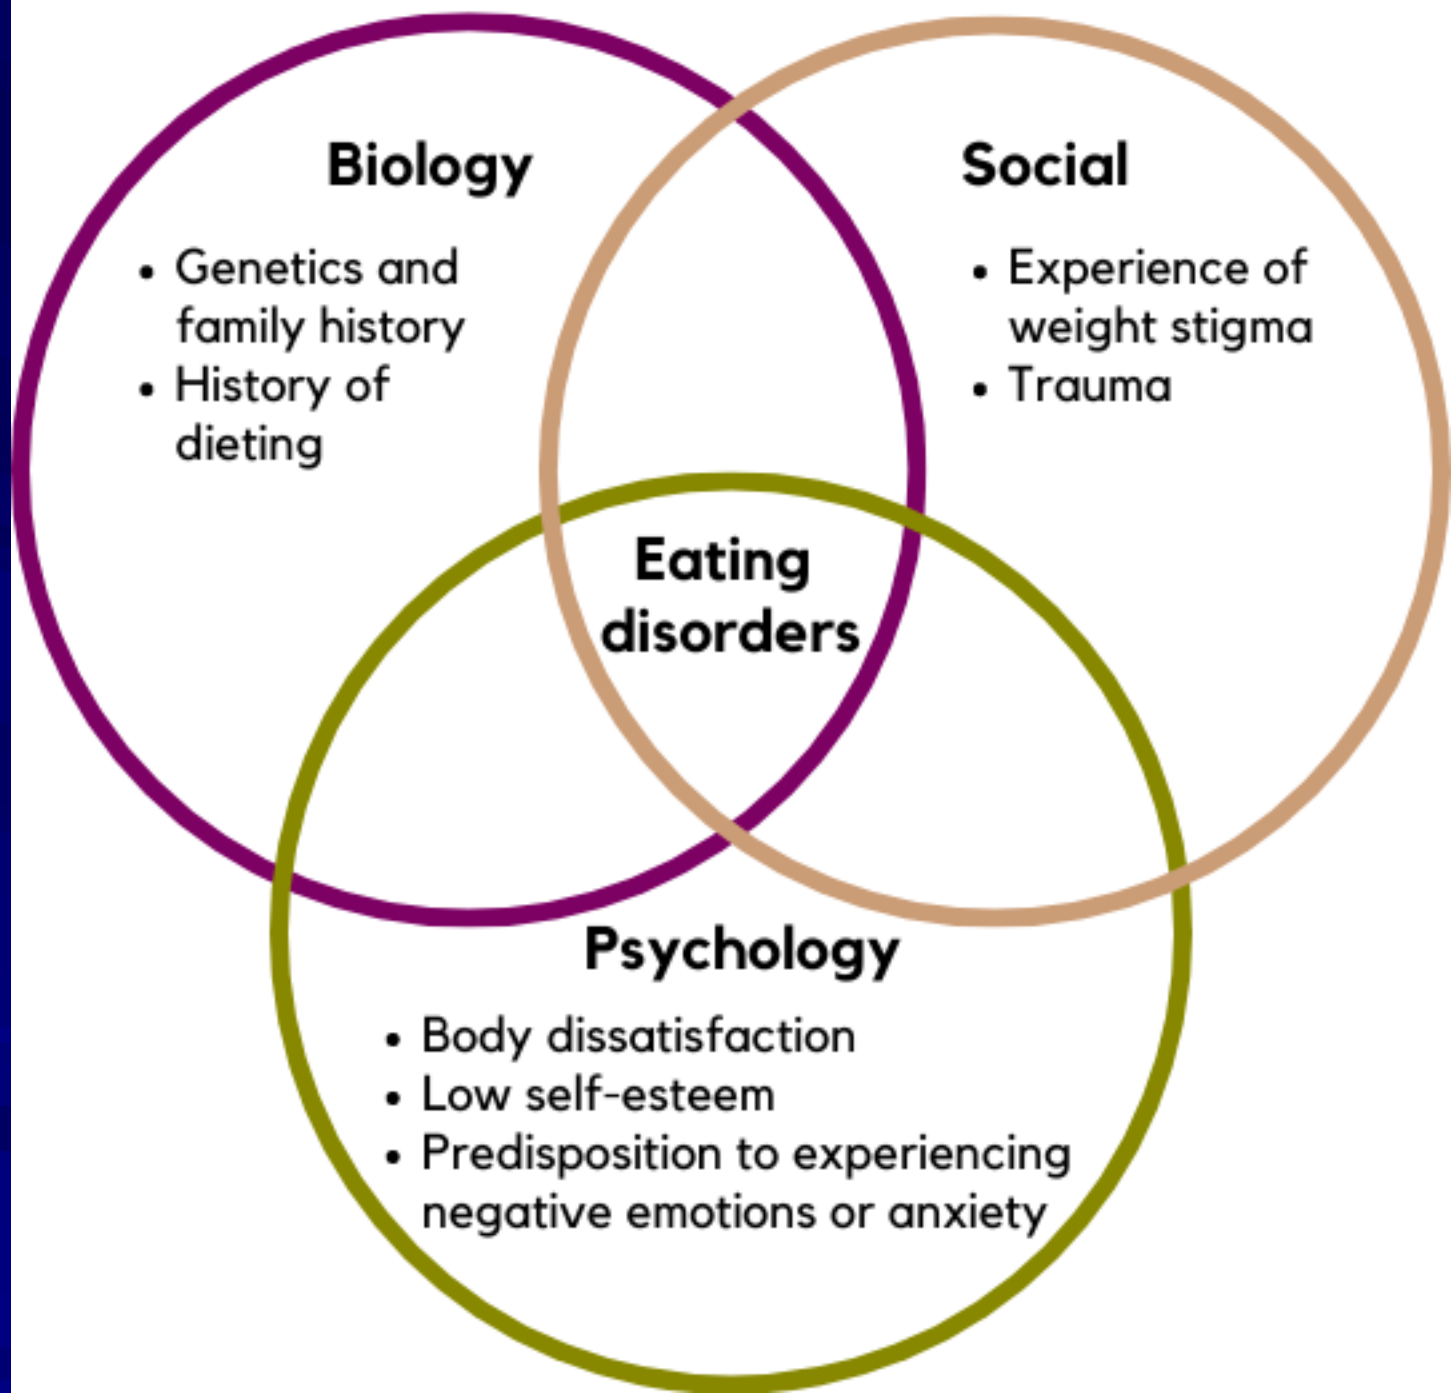 Biology
• Genetics and
family history
• History of
dieting
Social
• Experience of
weight stigma
• Trauma
Eating
disorders
Psychology
• Body dissatisfaction
• Low self-esteem
• Predisposition to experiencing
negative emotions or anxiety